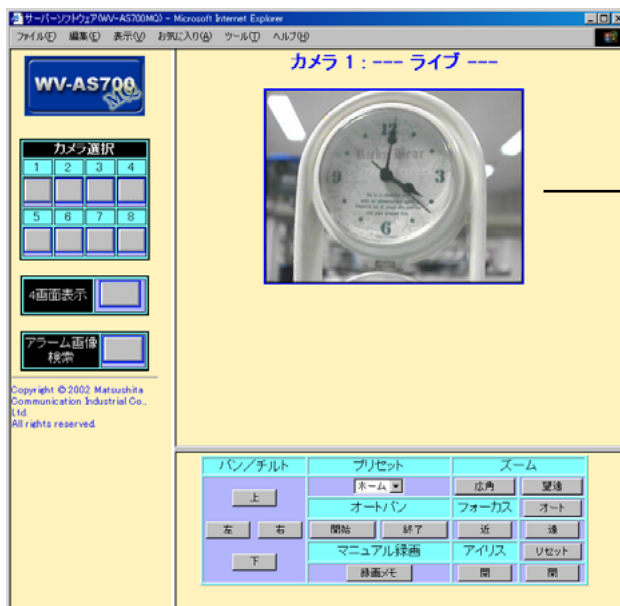 サーバーソフトウェア(WV-AS700MQ) - Microsoft Internet Explorer
ファイル(F) 編集(E) 表示(V) お気に入り(A) ツール(T) ヘルプ(H)
WV-AS700
MQ
カメラ選択
1 2 3 4
5 6 7 8
4画面表示
アラーム画像
検索
Copyright ©2002 Matsushita
Communication Industrial Co.,
Ltd.
All rights reserved.
カメラ 1 : --- ライブ ---
12
Ricky Bear
9 3
6
パン/チルト プリセット ズーム
ホーム 広角 望遠
上 オートパン フォーカス オート
左 右 開始 終了 近 遠
マニュアル録画 アイリス リセット
下 録画メモ 開 閉